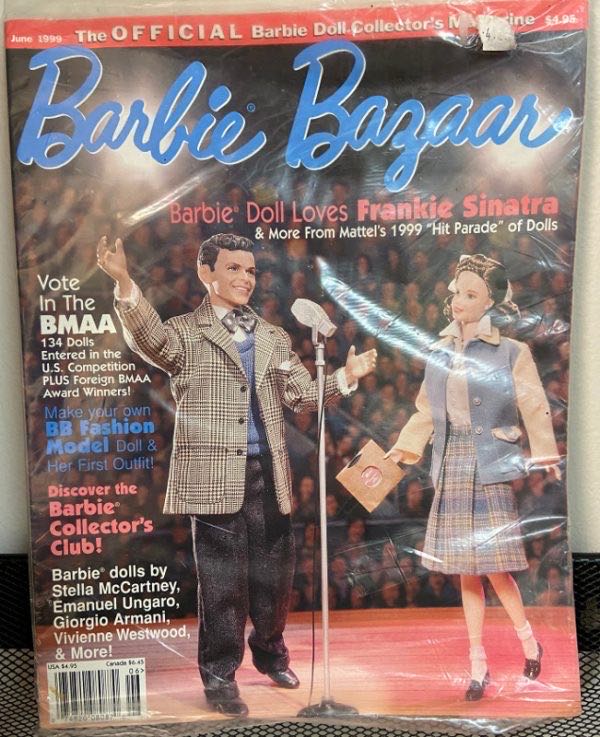 June 1999 The OFFICIAL Barbie Doll Collector's $4.95
Barbie® Bazaar
Barbie® Doll Loves Frankie Sinatra
& More From Mattel's 1999 "Hit Parade" of Dolls
Vote
In The
BMAA
134 Dolls
Entered in the
U.S. Competition
PLUS Foreign BMAA
Award Winners!
Make your own
BB Fashion
Model Doll &
Her First Outfit!
Discover the
Barbie®
Collector's
Club!
Barbie® dolls by
Stella McCartney,
Emanuel Ungaro,
Giorgio Armani,
Vivienne Westwood,
& More!
USA $4.95 Canada $6.45
06>